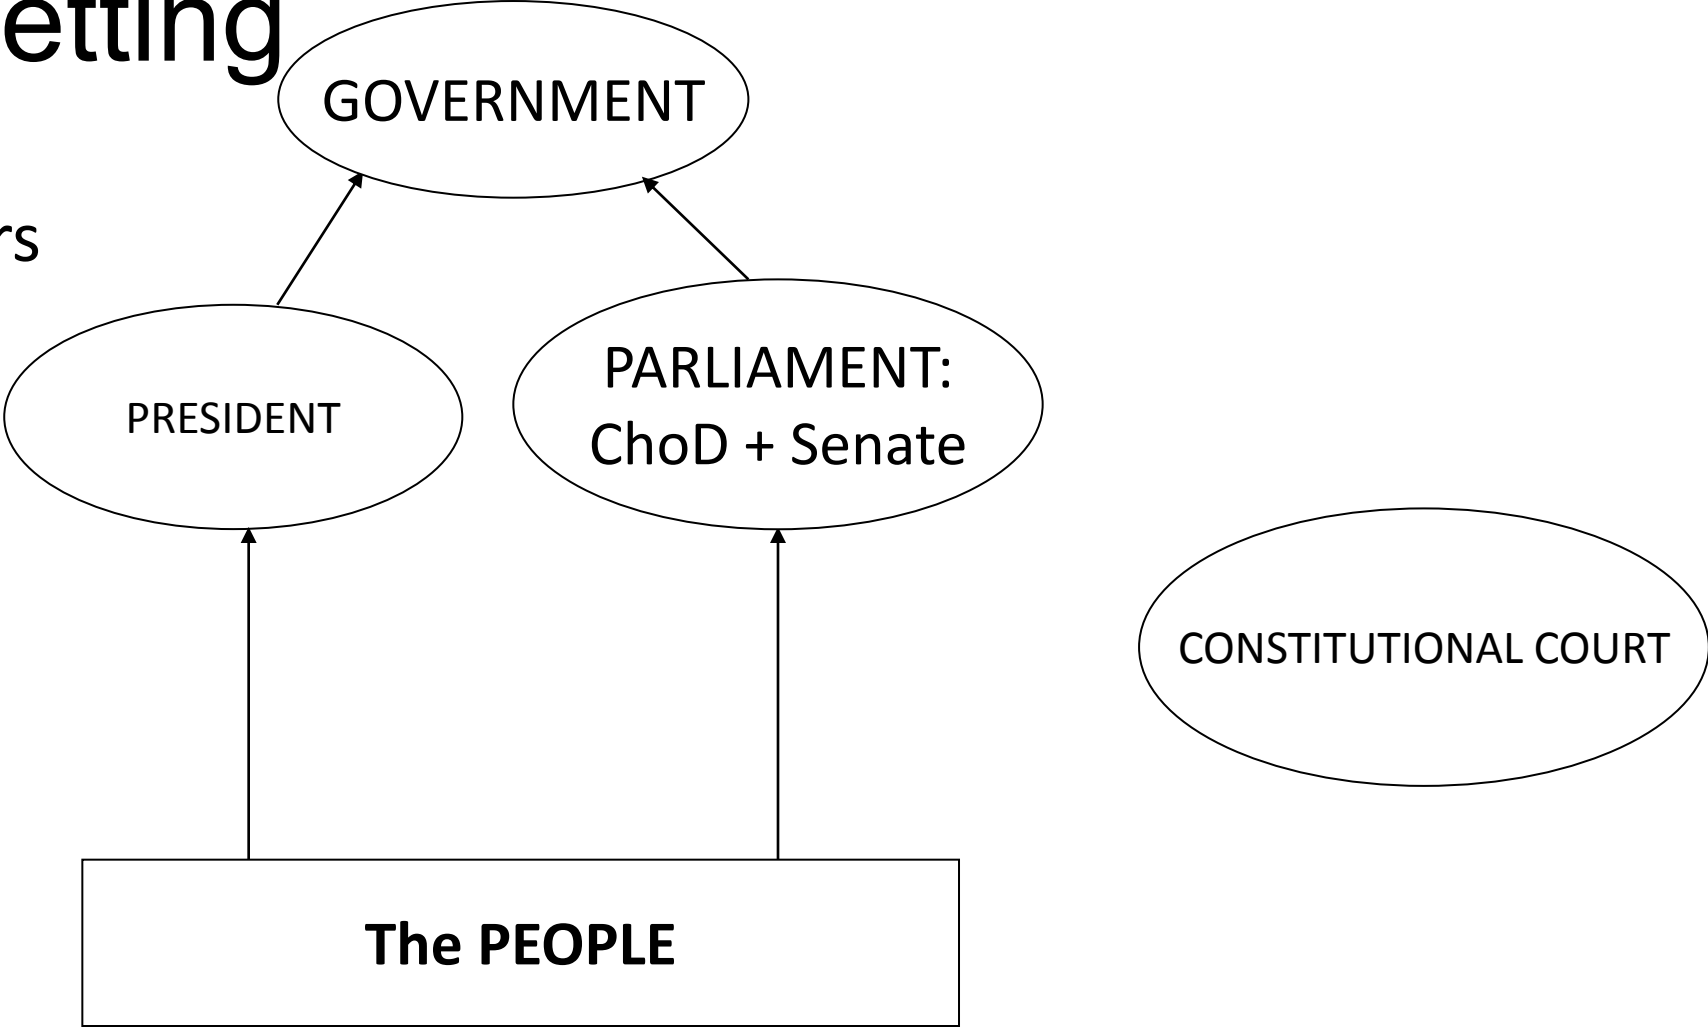 etting
GOVERNMENT
rs
PRESIDENT
PARLIAMENT:
ChoD + Senate
CONSTITUTIONAL COURT
The PEOPLE